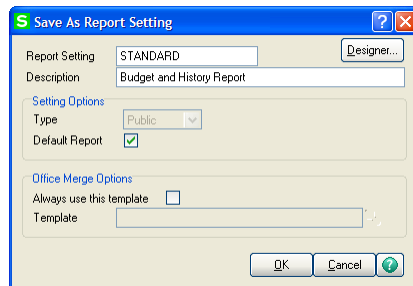 S Save As Report Setting ? X
Report Setting STANDARD Designer...
Description Budget and History Report
Setting Options
Type Public
Default Report
Office Merge Options
Always use this template
Template
OK Cancel ?